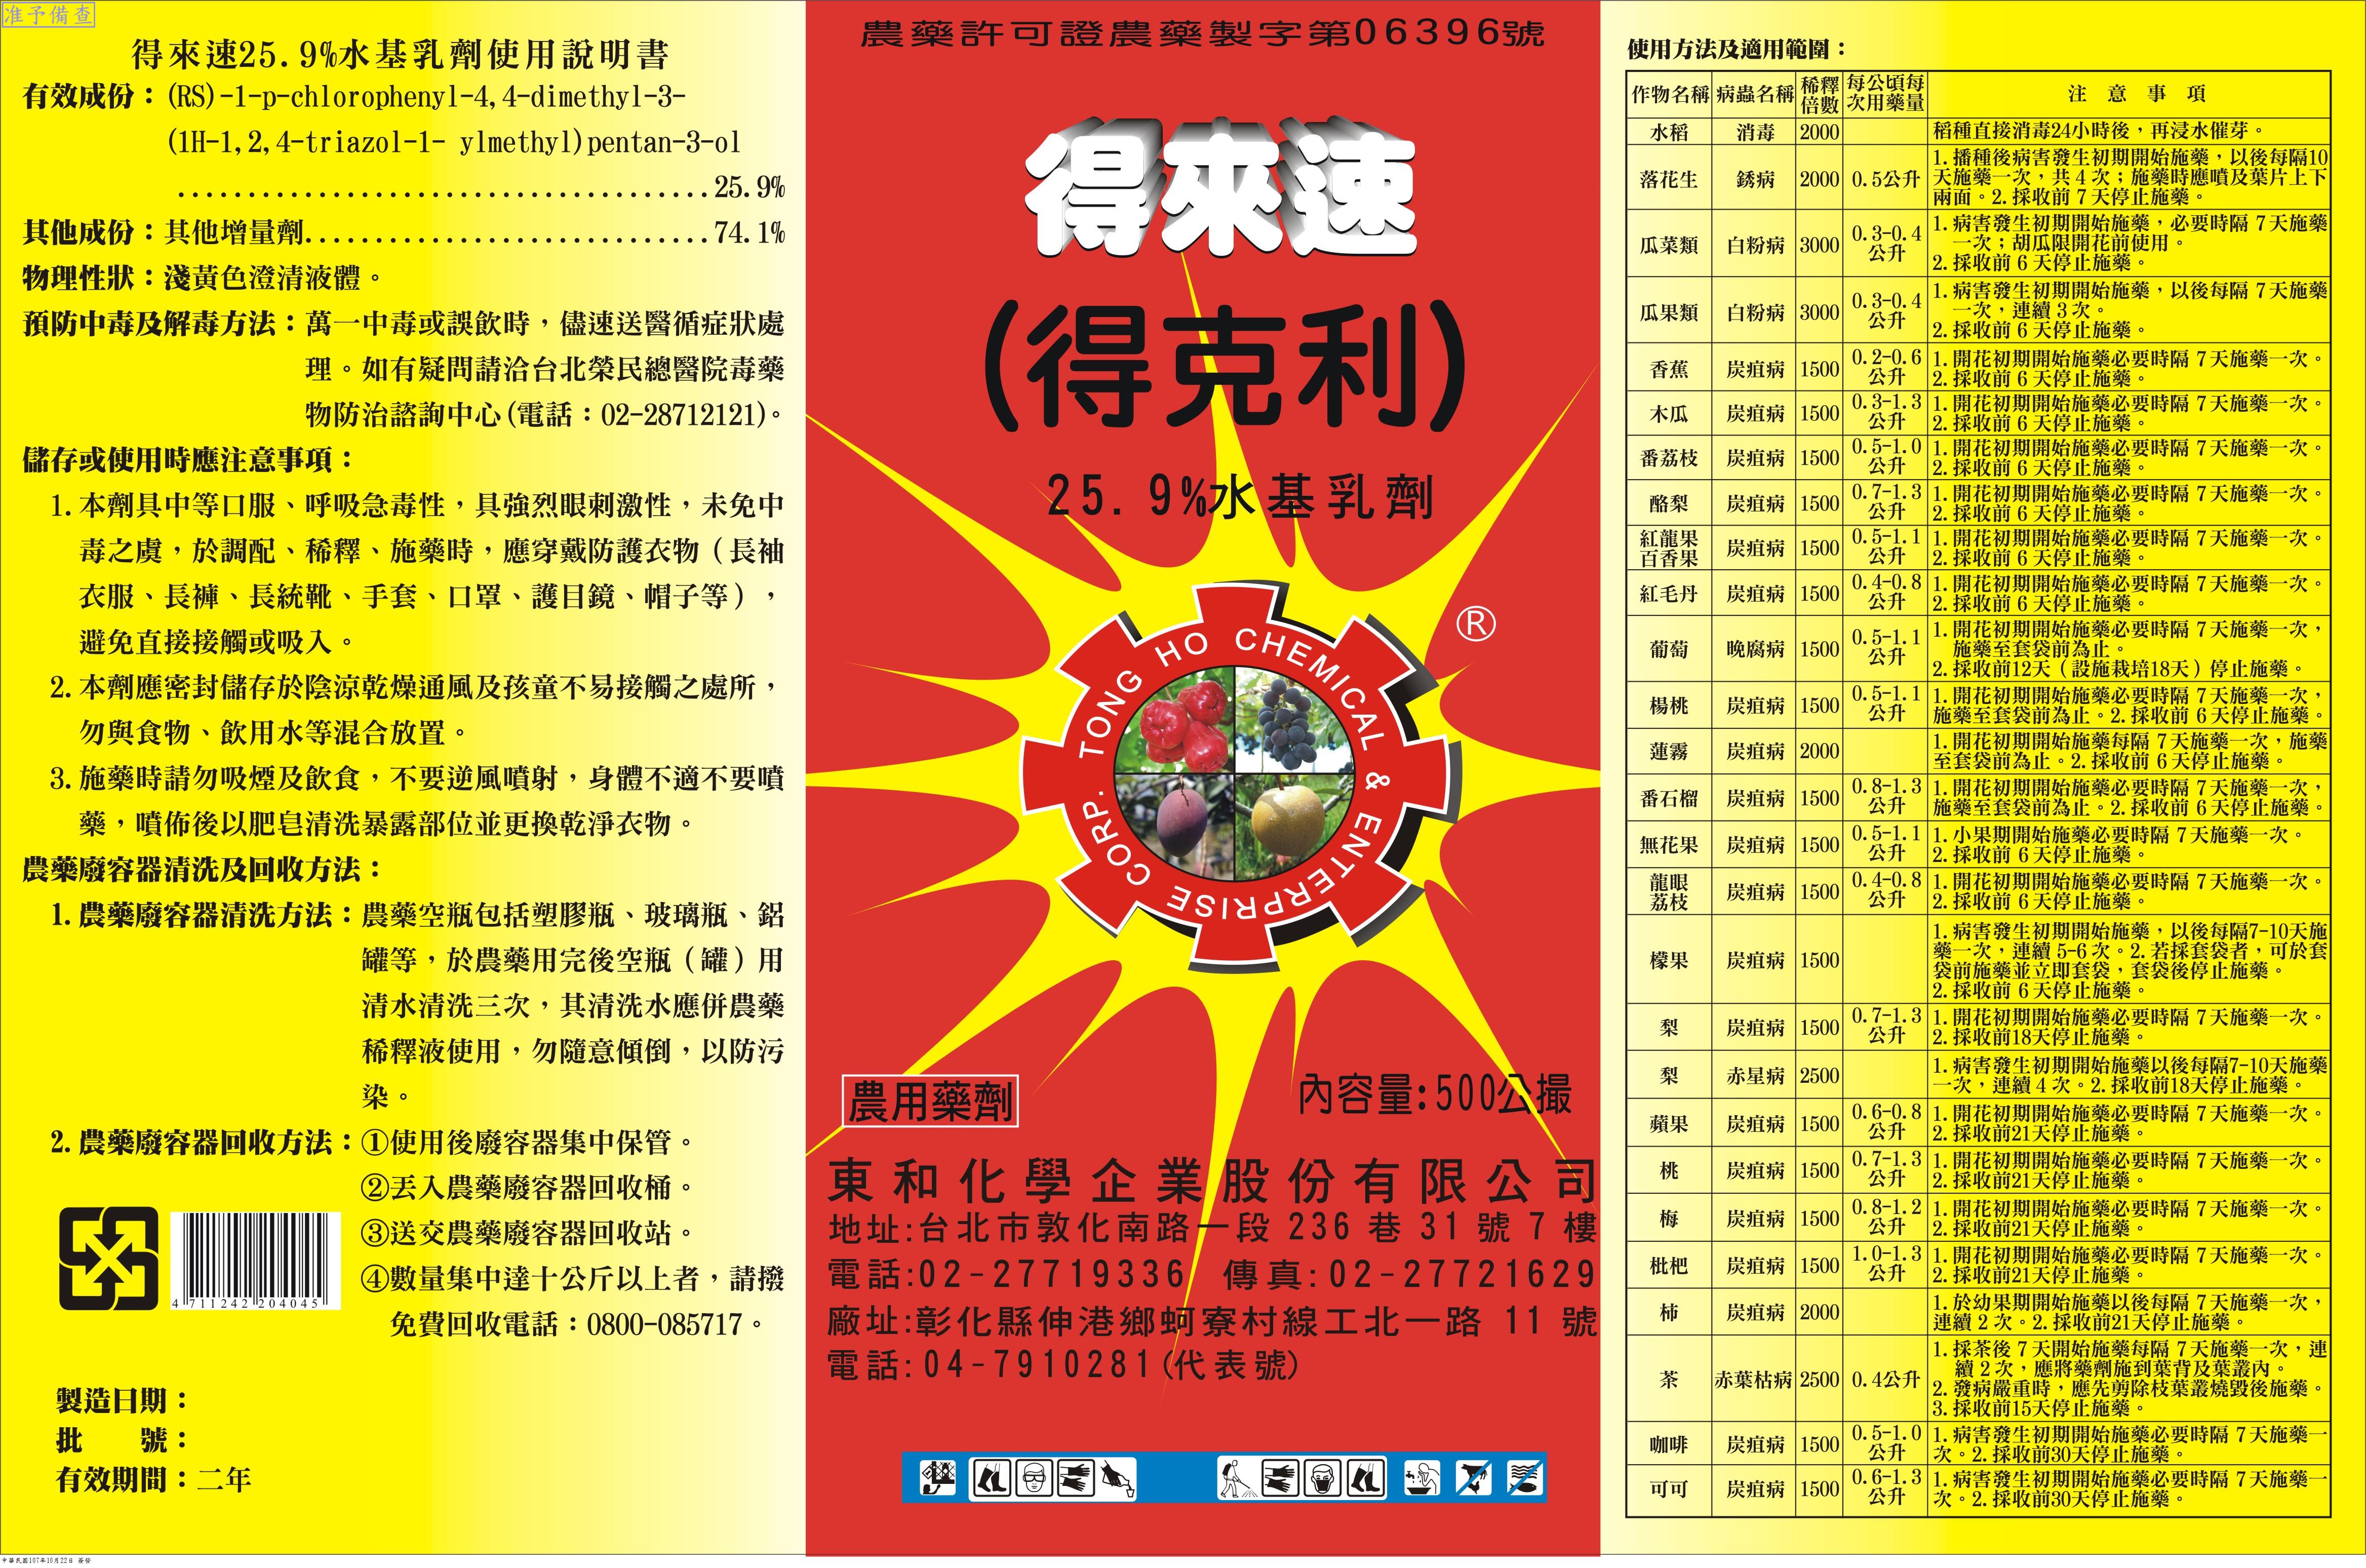 准予備查
得來速25.9%水基乳劑使用說明書
有效成份：(RS)-1-p-chlorophenyl-4,4-dimethyl-3-
(1H-1,2,4-triazol-1- ylmethyl)pentan-3-ol
......................................25.9%
其他成份：其他增量劑.............................74.1%
物理性狀：淺黃色澄清液體。
預防中毒及解毒方法：萬一中毒或誤飲時，儘速送醫循症狀處
理。如有疑問請洽台北榮民總醫院毒藥
物防治諮詢中心(電話：02-28712121)。
儲存或使用時應注意事項：
1. 本劑具中等口服、呼吸急毒性，具強烈眼刺激性，未免中
毒之虞，於調配、稀釋、施藥時，應穿戴防護衣物（長袖
衣服、長褲、長統靴、手套、口罩、護目鏡、帽子等），
避免直接接觸或吸入。
2. 本劑應密封儲存於陰涼乾燥通風及孩童不易接觸之處所，
勿與食物、飲用水等混合放置。
3. 施藥時請勿吸煙及飲食，不要逆風噴射，身體不適不要噴
藥，噴佈後以肥皂清洗暴露部位並更換乾淨衣物。
農藥廢容器清洗及回收方法：
1. 農藥廢容器清洗方法：農藥空瓶包括塑膠瓶、玻璃瓶、鋁
罐等，於農藥用完後空瓶（罐）用
清水清洗三次，其清洗水應併農藥
稀釋液使用，勿隨意傾倒，以防污
染。
2. 農藥廢容器回收方法：①使用後廢容器集中保管。
②丟入農藥廢容器回收桶。
③送交農藥廢容器回收站。
④數量集中達十公斤以上者，請撥
免費回收電話：0800-085717。
4 711242 204045
製造日期：
批　　號：
有效期間：二年
中華民國107年10月22日 簽發
農藥許可證農藥製字第06396號
得來速
(得克利)
25.9%水基乳劑
®
TONG HO CHEMICAL & ENTERPRISE CORP.
農用藥劑
內容量:500公撮
東和化學企業股份有限公司
地址:台北市敦化南路一段 236 巷 31 號 7 樓
電話:02-27719336 傳真:02-27721629
廠址:彰化縣伸港鄉蚵寮村線工北一路 11 號
電話:04-7910281(代表號)
使用方法及適用範圍：
作物名稱 病蟲名稱 稀釋倍數 每公頃每次用藥量 注意事項
水稻 消毒 2000 稻種直接消毒24小時後，再浸水催芽。
落花生 銹病 2000 0.5公升 1. 播種後病害發生初期開始施藥，以後每隔10
天施藥一次，共 4 次；施藥時應噴及葉片上下
兩面。2. 採收前 7 天停止施藥。
瓜菜類 白粉病 3000 0.3-0.4公升 1. 病害發生初期開始施藥，必要時隔 7天施藥
一次；胡瓜限開花前使用。
2. 採收前 6 天停止施藥。
瓜果類 白粉病 3000 0.3-0.4公升 1. 病害發生初期開始施藥，以後每隔 7天施藥
一次，連續 3 次。
2. 採收前 6 天停止施藥。
香蕉 炭疽病 1500 0.2-0.6公升 1. 開花初期開始施藥必要時隔 7天施藥一次。
2. 採收前 6 天停止施藥。
木瓜 炭疽病 1500 0.3-1.3公升 1. 開花初期開始施藥必要時隔 7天施藥一次。
2. 採收前 6 天停止施藥。
番荔枝 炭疽病 1500 0.5-1.0公升 1. 開花初期開始施藥必要時隔 7天施藥一次。
2. 採收前 6 天停止施藥。
酪梨 炭疽病 1500 0.7-1.3公升 1. 開花初期開始施藥必要時隔 7天施藥一次。
2. 採收前 6 天停止施藥。
紅龍果百香果 炭疽病 1500 0.5-1.1公升 1. 開花初期開始施藥必要時隔 7天施藥一次。
2. 採收前 6 天停止施藥。
紅毛丹 炭疽病 1500 0.4-0.8公升 1. 開花初期開始施藥必要時隔 7天施藥一次。
2. 採收前 6 天停止施藥。
葡萄 晚腐病 1500 0.5-1.1公升 1. 開花初期開始施藥必要時隔 7天施藥一次，
施藥至套袋前為止。
2. 採收前12天（設施栽培18天）停止施藥。
楊桃 炭疽病 1500 0.5-1.1公升 1. 開花初期開始施藥必要時隔 7天施藥一次，
施藥至套袋前為止。2. 採收前 6天停止施藥。
蓮霧 炭疽病 2000 1. 開花初期開始施藥每隔 7天施藥一次，施藥
至套袋前為止。2. 採收前 6天停止施藥。
番石榴 炭疽病 1500 0.8-1.3公升 1. 開花初期開始施藥必要時隔 7天施藥一次，
施藥至套袋前為止。2. 採收前 6天停止施藥。
無花果 炭疽病 1500 0.5-1.1公升 1. 小果期開始施藥必要時隔 7天施藥一次。
2. 採收前 6 天停止施藥。
龍眼荔枝 炭疽病 1500 0.4-0.8公升 1. 開花初期開始施藥必要時隔 7天施藥一次。
2. 採收前 6 天停止施藥。
檬果 炭疽病 1500 1. 病害發生初期開始施藥，以後每隔7-10天施
藥一次，連續 5-6 次。2. 若採套袋者，可於套
袋前施藥並立即套袋，套袋後停止施藥。
2. 採收前 6 天停止施藥。
梨 炭疽病 1500 0.7-1.3公升 1. 開花初期開始施藥必要時隔 7天施藥一次。
2. 採收前18天停止施藥。
梨 赤星病 2500 1. 病害發生初期開始施藥以後每隔7-10天施藥
一次，連續 4 次。2. 採收前18天停止施藥。
蘋果 炭疽病 1500 0.6-0.8公升 1. 開花初期開始施藥必要時隔 7天施藥一次。
2. 採收前21天停止施藥。
桃 炭疽病 1500 0.7-1.3公升 1. 開花初期開始施藥必要時隔 7天施藥一次。
2. 採收前21天停止施藥。
梅 炭疽病 1500 0.8-1.2公升 1. 開花初期開始施藥必要時隔 7天施藥一次。
2. 採收前21天停止施藥。
枇杷 炭疽病 1500 1.0-1.3公升 1. 開花初期開始施藥必要時隔 7天施藥一次。
2. 採收前21天停止施藥。
柿 炭疽病 2000 1. 於幼果期開始施藥以後每隔 7天施藥一次，
連續 2 次。2. 採收前21天停止施藥。
茶 赤葉枯病 2500 0.4公升 1. 採茶後 7天開始施藥每隔 7天施藥一次，連
續 2 次，應將藥劑施到葉背及葉叢內。
2. 發病嚴重時，應先剪除枝葉叢燒毀後施藥。
3. 採收前15天停止施藥。
咖啡 炭疽病 1500 0.5-1.0公升 1. 病害發生初期開始施藥必要時隔 7天施藥一
次。2. 採收前30天停止施藥。
可可 炭疽病 1500 0.6-1.3公升 1. 病害發生初期開始施藥必要時隔 7天施藥一
次。2. 採收前30天停止施藥。